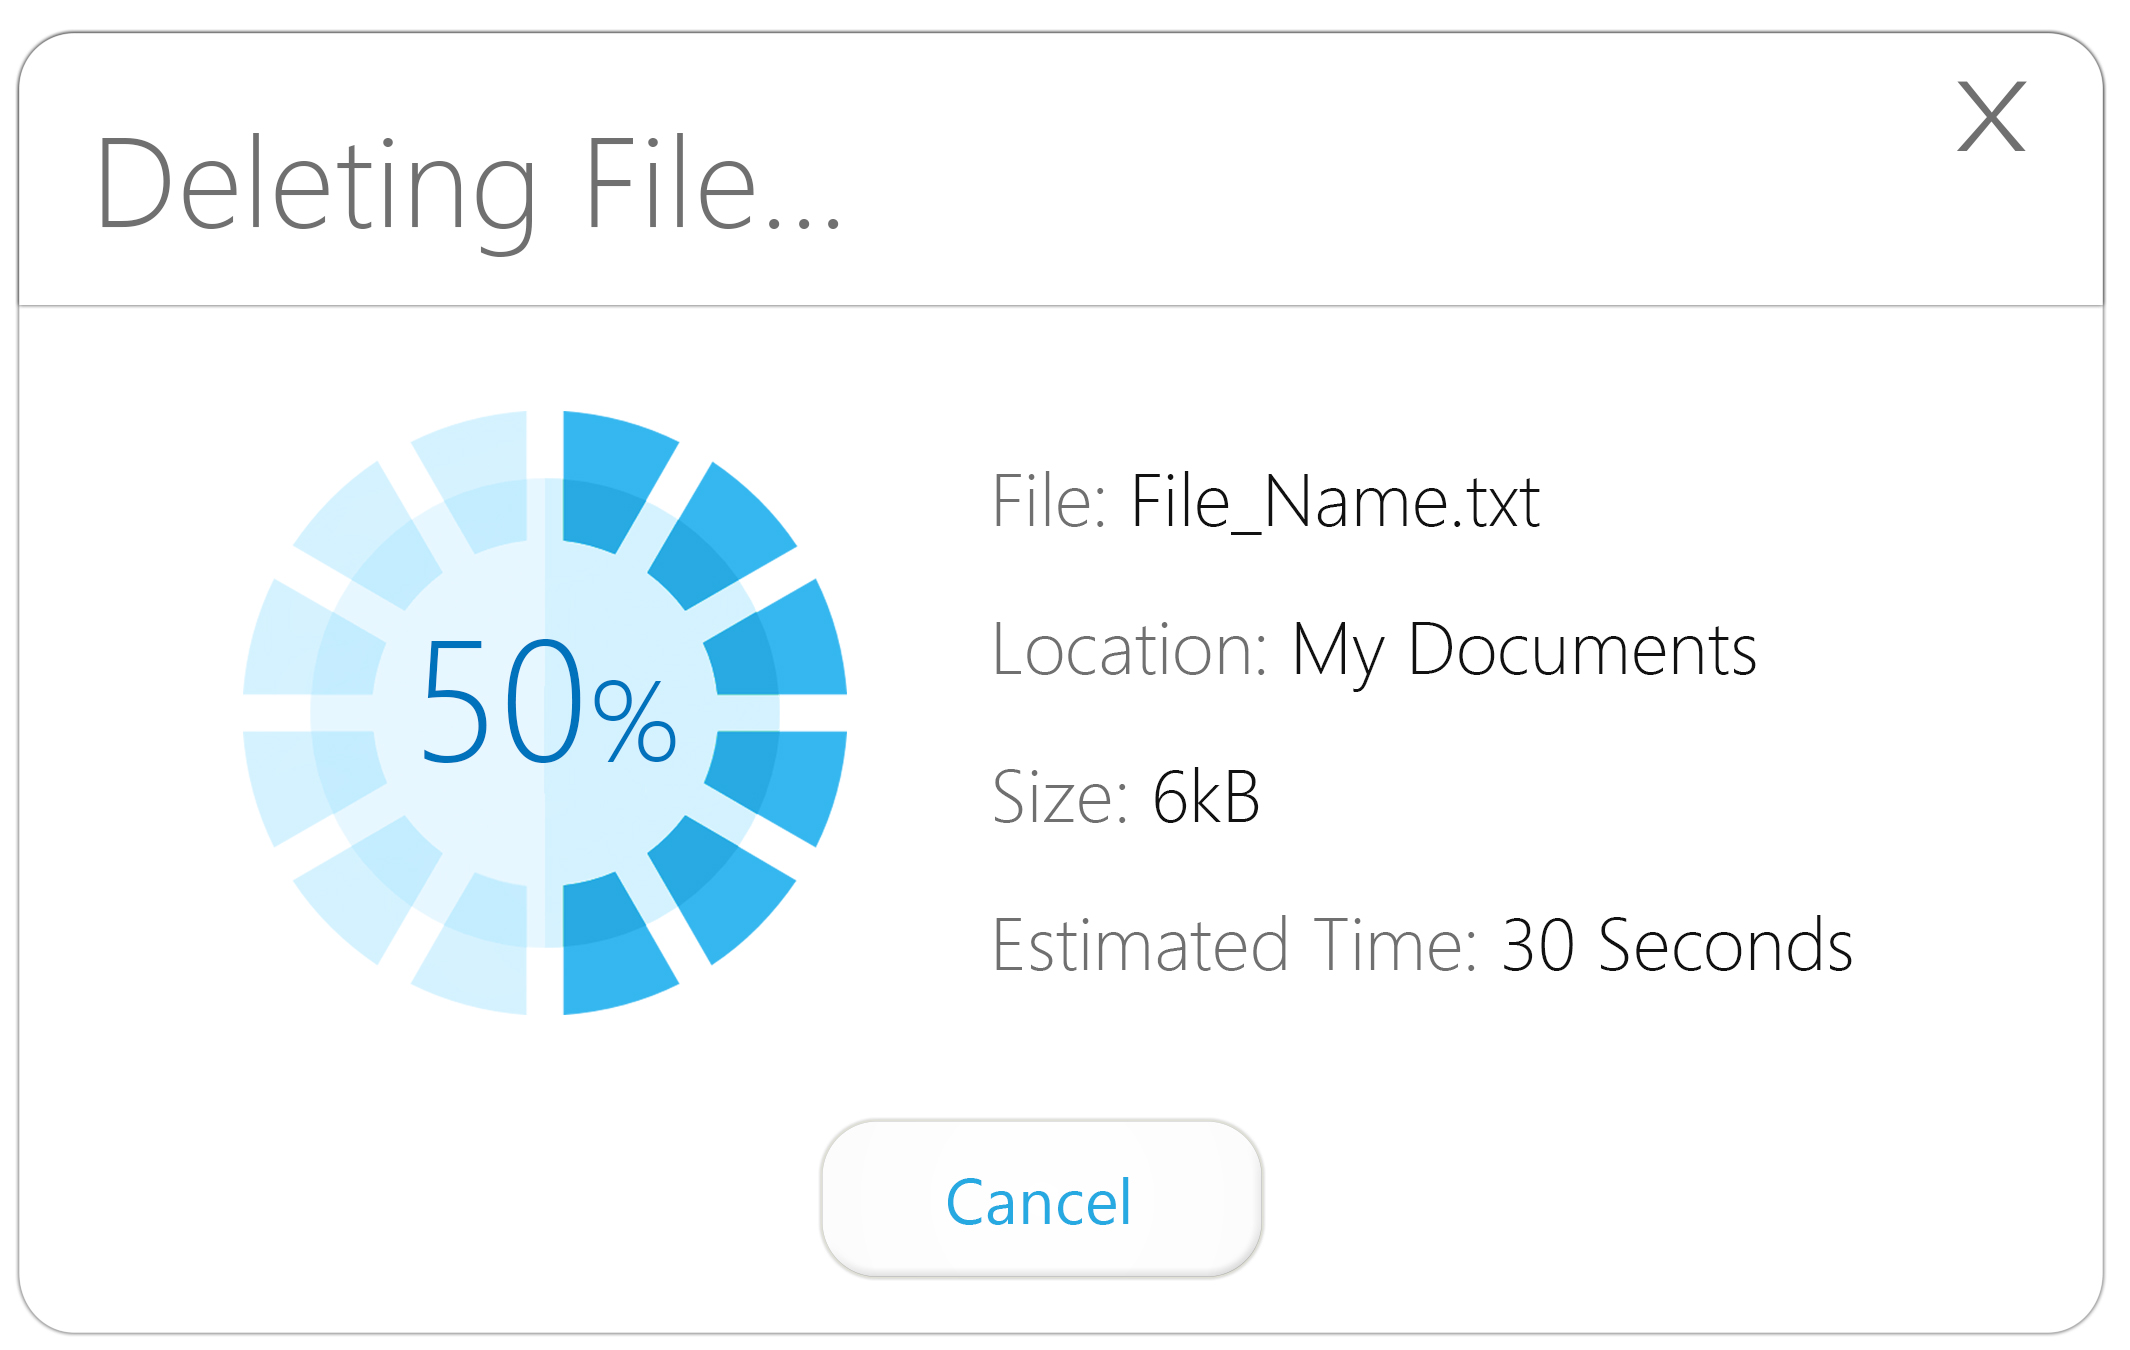 X
Deleting File...
50%
File: File_Name.txt
Location: My Documents
Size: 6kB
Estimated Time: 30 Seconds
Cancel